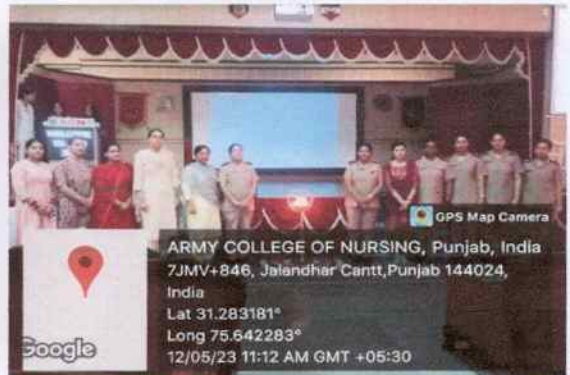 WELCOME
GPS Map Camera
ARMY COLLEGE OF NURSING, Punjab, India
7JMV+846, Jalandhar Cantt,Punjab 144024,
India
Lat 31.283181°
Long 75.642283°
12/05/23 11:12 AM GMT +05:30
Google